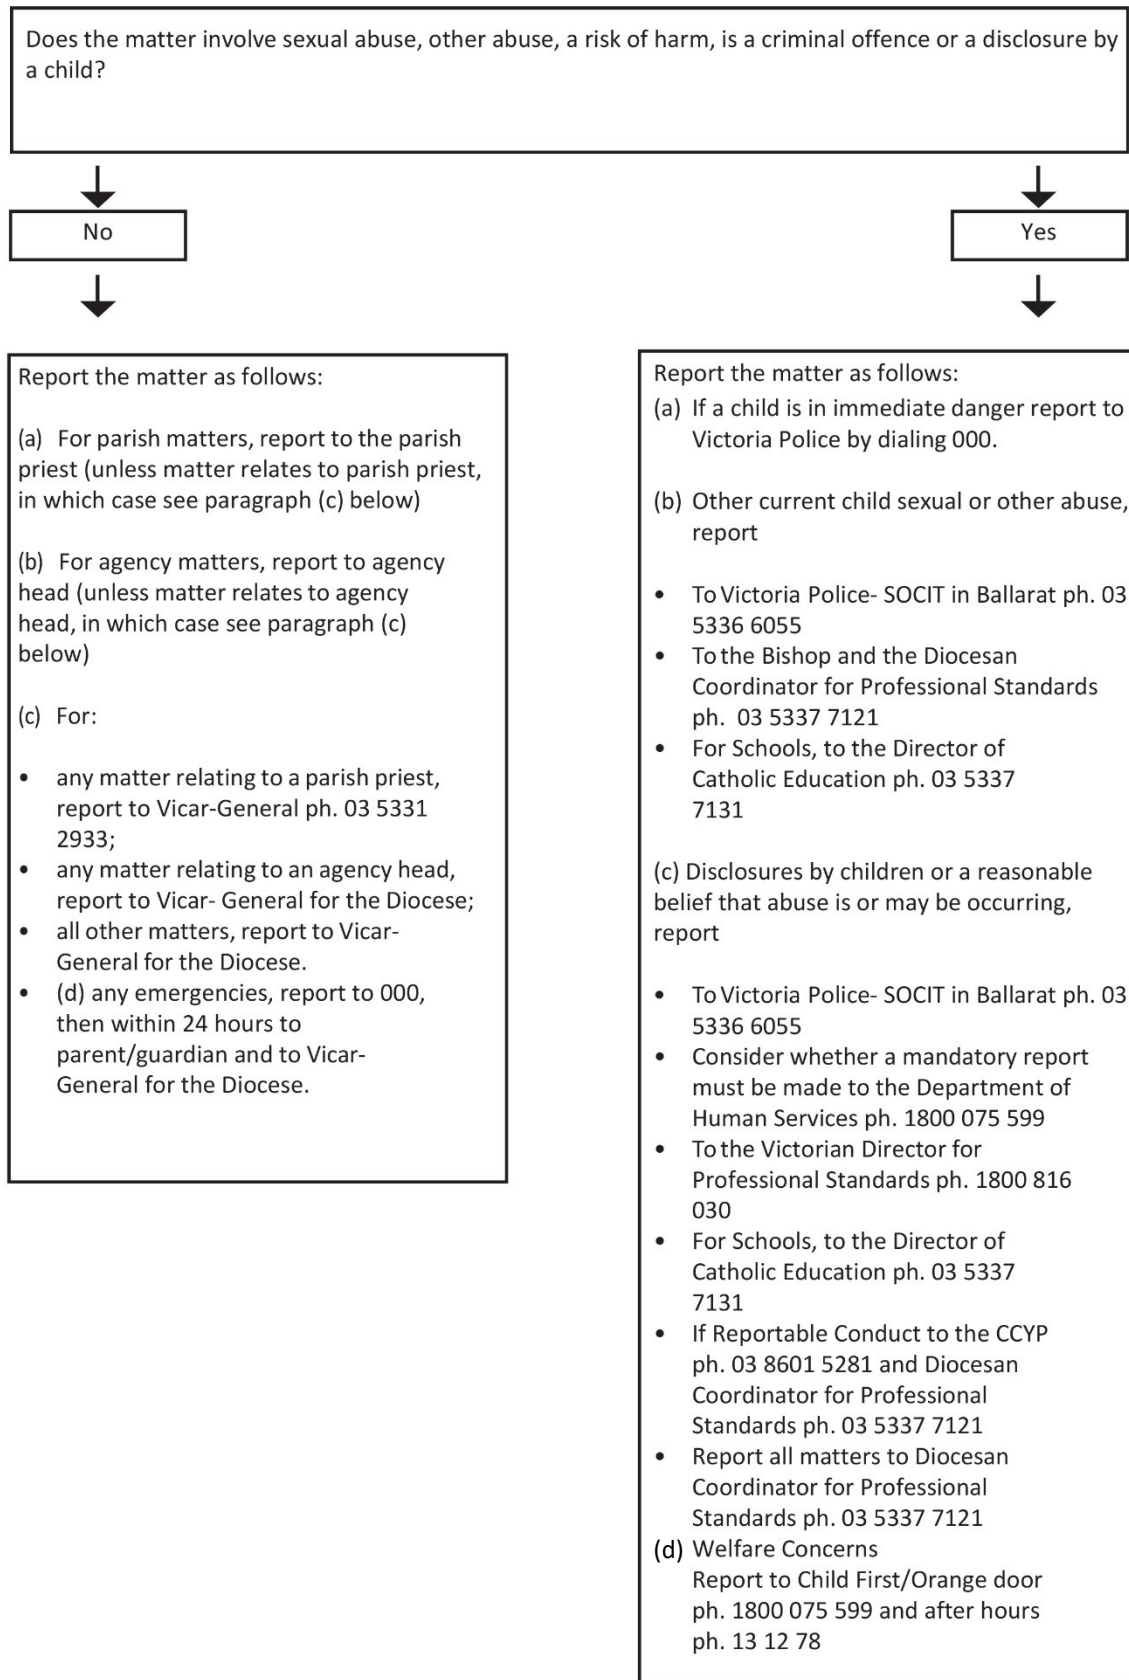 Does the matter involve sexual abuse, other abuse, a risk of harm, is a criminal offence or a disclosure by
a child?
No
Yes
Report the matter as follows:
(a) For parish matters, report to the parish
priest (unless matter relates to parish priest,
in which case see paragraph (c) below)
(b) For agency matters, report to agency
head (unless matter relates to agency
head, in which case see paragraph (c)
below)
(c) For:
• any matter relating to a parish priest,
report to Vicar-General ph. 03 5331
2933;
• any matter relating to an agency head,
report to Vicar- General for the Diocese;
• all other matters, report to Vicar-
General for the Diocese.
• (d) any emergencies, report to 000,
then within 24 hours to
parent/guardian and to Vicar-
General for the Diocese.
Report the matter as follows:
(a) If a child is in immediate danger report to
Victoria Police by dialing 000.
(b) Other current child sexual or other abuse,
report
• To Victoria Police- SOCIT in Ballarat ph. 03
5336 6055
• To the Bishop and the Diocesan
Coordinator for Professional Standards
ph. 03 5337 7121
• For Schools, to the Director of
Catholic Education ph. 03 5337
7131
(c) Disclosures by children or a reasonable
belief that abuse is or may be occurring,
report
• To Victoria Police- SOCIT in Ballarat ph. 03
5336 6055
• Consider whether a mandatory report
must be made to the Department of
Human Services ph. 1800 075 599
• To the Victorian Director for
Professional Standards ph. 1800 816
030
• For Schools, to the Director of
Catholic Education ph. 03 5337
7131
• If Reportable Conduct to the CCYP
ph. 03 8601 5281 and Diocesan
Coordinator for Professional
Standards ph. 03 5337 7121
• Report all matters to Diocesan
Coordinator for Professional
Standards ph. 03 5337 7121
(d) Welfare Concerns
Report to Child First/Orange door
ph. 1800 075 599 and after hours
ph. 13 12 78